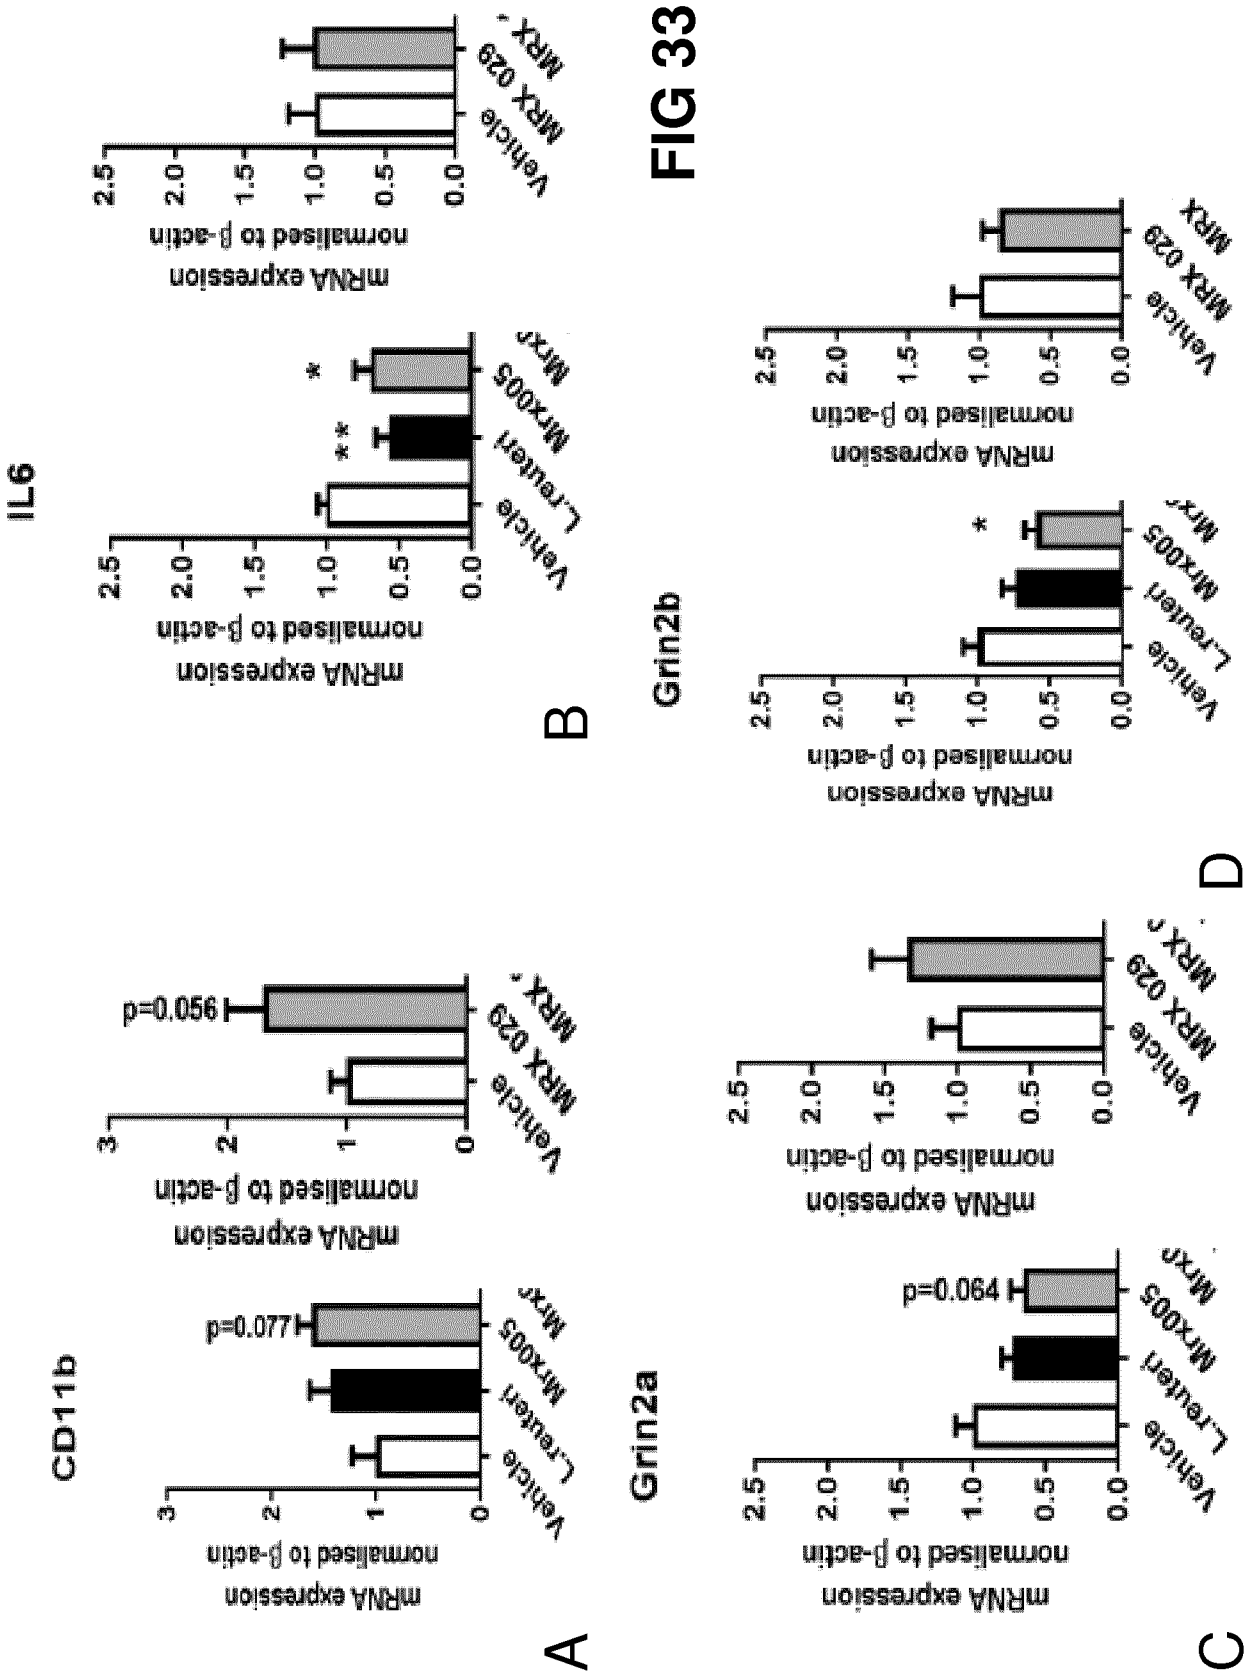 A
CD11b
mRNA expression
normalised to β-actin
3
2
1
0
p=0.077
Vehicle
L.reuteri
Mrx005
mRNA expression
normalised to β-actin
3
2
1
0
p=0.056
Vehicle
MRX 029
MRX
B
IL6
mRNA expression
normalised to β-actin
2.5
2.0
1.5
1.0
0.5
0.0
**
*
Vehicle
L.reuteri
Mrx005
mRNA expression
normalised to β-actin
2.5
2.0
1.5
1.0
0.5
0.0
Vehicle
MRX 029
MRX
C
Grin2a
mRNA expression
normalised to β-actin
2.5
2.0
1.5
1.0
0.5
0.0
p=0.064
Vehicle
L.reuteri
Mrx005
mRNA expression
normalised to β-actin
2.5
2.0
1.5
1.0
0.5
0.0
Vehicle
MRX 029
MRX
D
Grin2b
mRNA expression
normalised to β-actin
2.5
2.0
1.5
1.0
0.5
0.0
*
Vehicle
L.reuteri
Mrx005
mRNA expression
normalised to β-actin
2.5
2.0
1.5
1.0
0.5
0.0
Vehicle
MRX 029
MRX
FIG 33